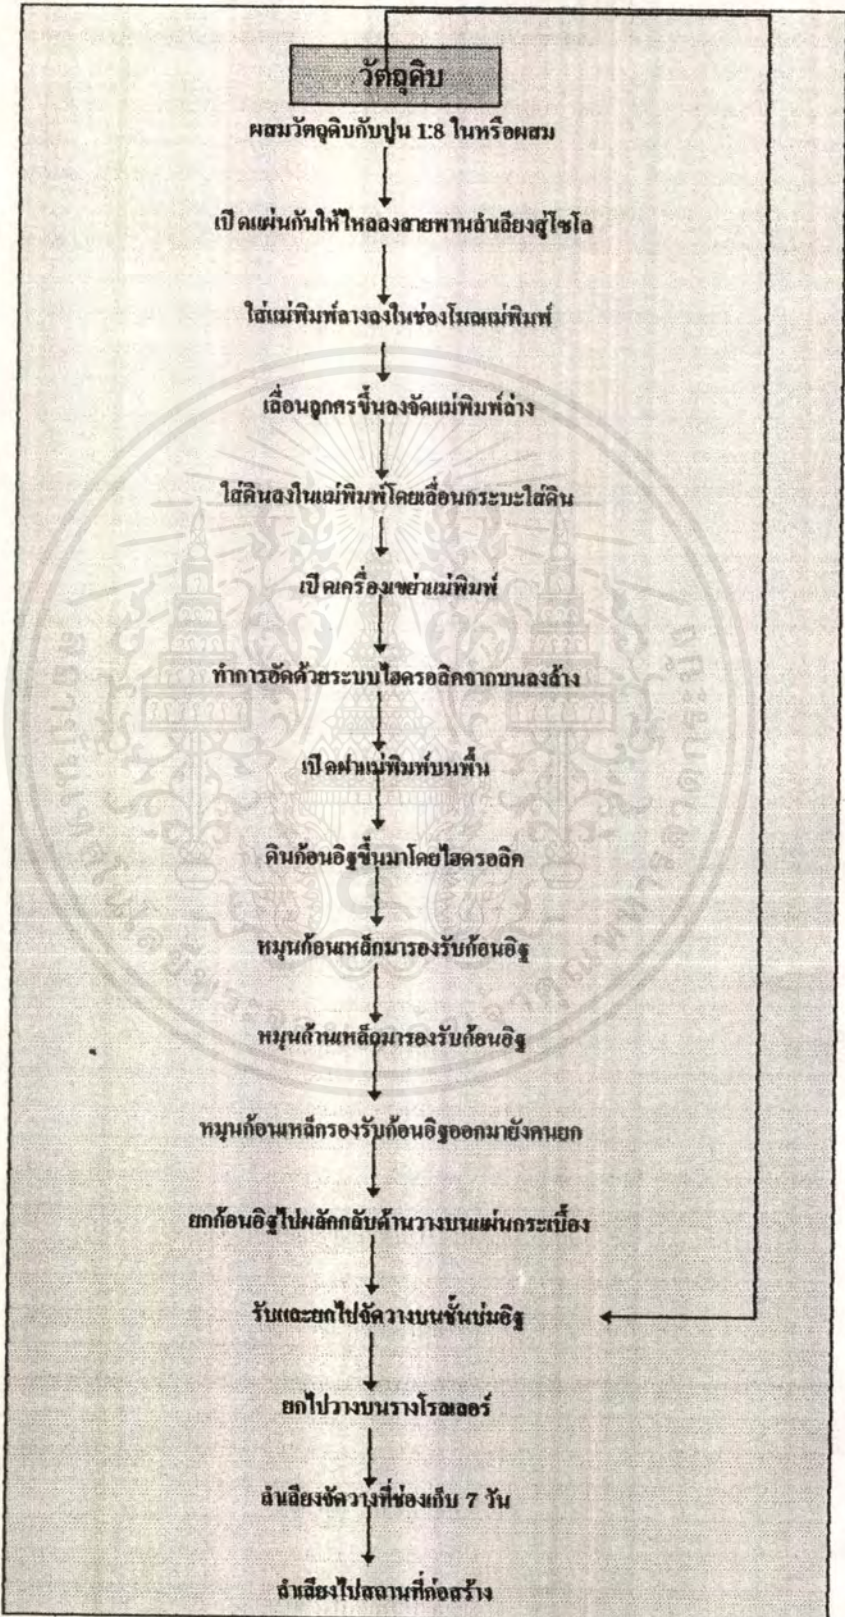 วัตถุดิบ
ผสมวัตถุดิบกับปูน 1:8 ในหรือผสม
เปิดแผ่นกันให้ไหลลงสายพานลำเลียงสู่ไซโล
ใส่แม่พิมพ์ลางลงในช่องโมลแม่พิมพ์
เลื่อนลูกศรขึ้นลงจัดแม่พิมพ์ล่าง
ใส่ดินลงในแม่พิมพ์โดยเลื่อนกระบะใส่ดิน
เปิดเครื่องเขย่าแม่พิมพ์
ทำการอัดด้วยระบบไฮดรอลิคจากบนลงล้าง
เปิดฝาแม่พิมพ์บนพื้น
ดินก้อนอิฐขึ้นมาโดยไฮดรอลิค
หมุนก้อนเหล็กมารองรับก้อนอิฐ
หมุนก้านเหล็กมารองรับก้อนอิฐ
หมุนก้อนเหล็กรองรับก้อนอิฐออกมายังคนยก
ยกก้อนอิฐไปผลักกลับด้านวางบนแผ่นกระเบื้อง
รับและยกไปจัดวางบนชั้นบ่มอิฐ
ยกไปวางบนรางโรลเลอร์
ลำเลียงจัดวางที่ช่องเก็บ 7 วัน
ลำเลียงไปสถานที่ก่อสร้าง